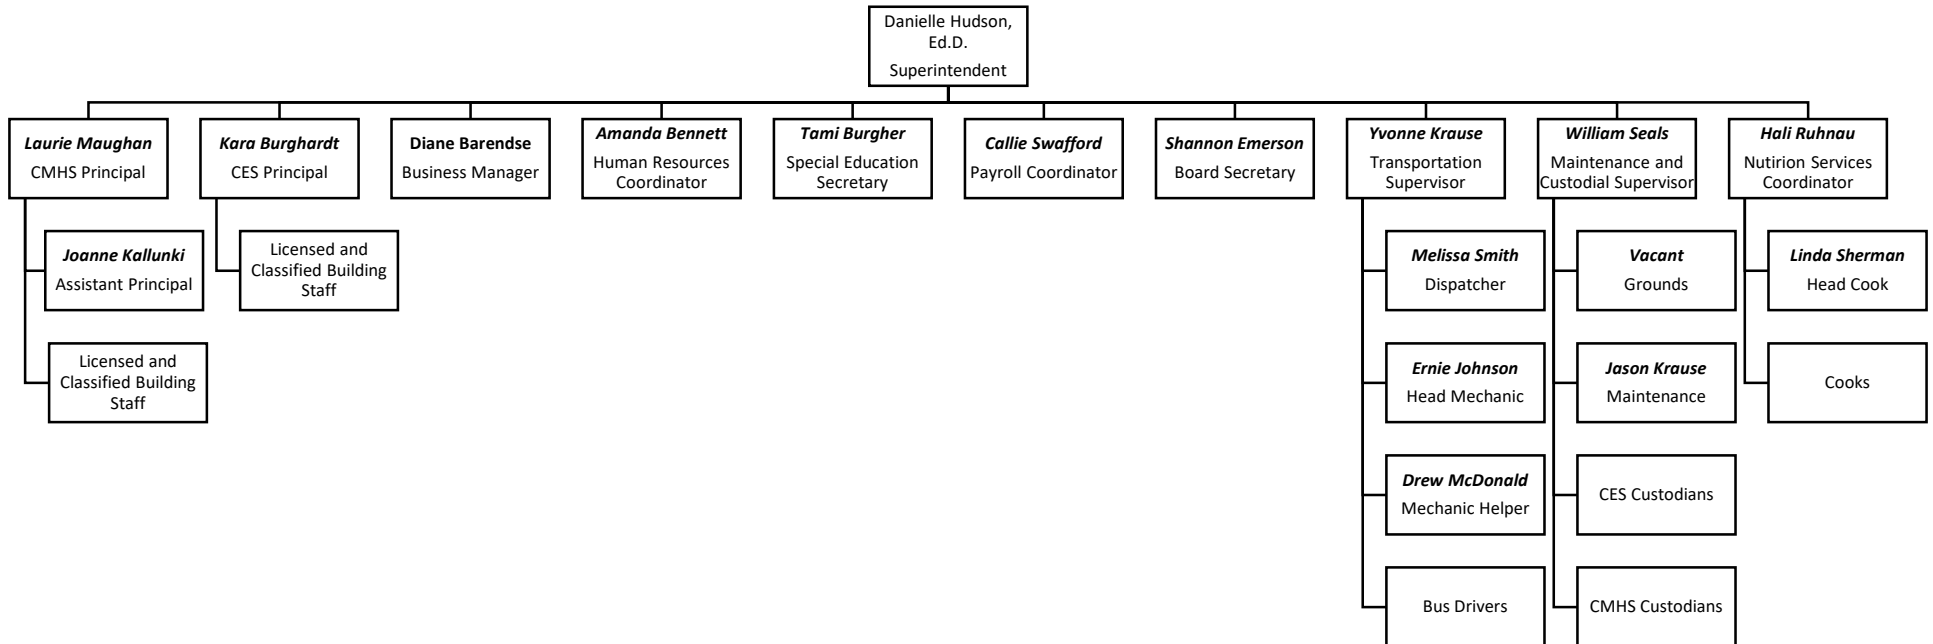 Danielle Hudson,
Ed.D.
Superintendent
Laurie Maughan
CMHS Principal
Kara Burghardt
CES Principal
Diane Barendse
Business Manager
Amanda Bennett
Human Resources
Coordinator
Tami Burgher
Special Education
Secretary
Callie Swafford
Payroll Coordinator
Shannon Emerson
Board Secretary
Yvonne Krause
Transportation
Supervisor
William Seals
Maintenance and
Custodial Supervisor
Hali Ruhnau
Nutirion Services
Coordinator
Joanne Kallunki
Assistant Principal
Licensed and
Classified Building
Staff
Licensed and
Classified Building
Staff
Melissa Smith
Dispatcher
Ernie Johnson
Head Mechanic
Drew McDonald
Mechanic Helper
Bus Drivers
Vacant
Grounds
Jason Krause
Maintenance
CES Custodians
CMHS Custodians
Linda Sherman
Head Cook
Cooks